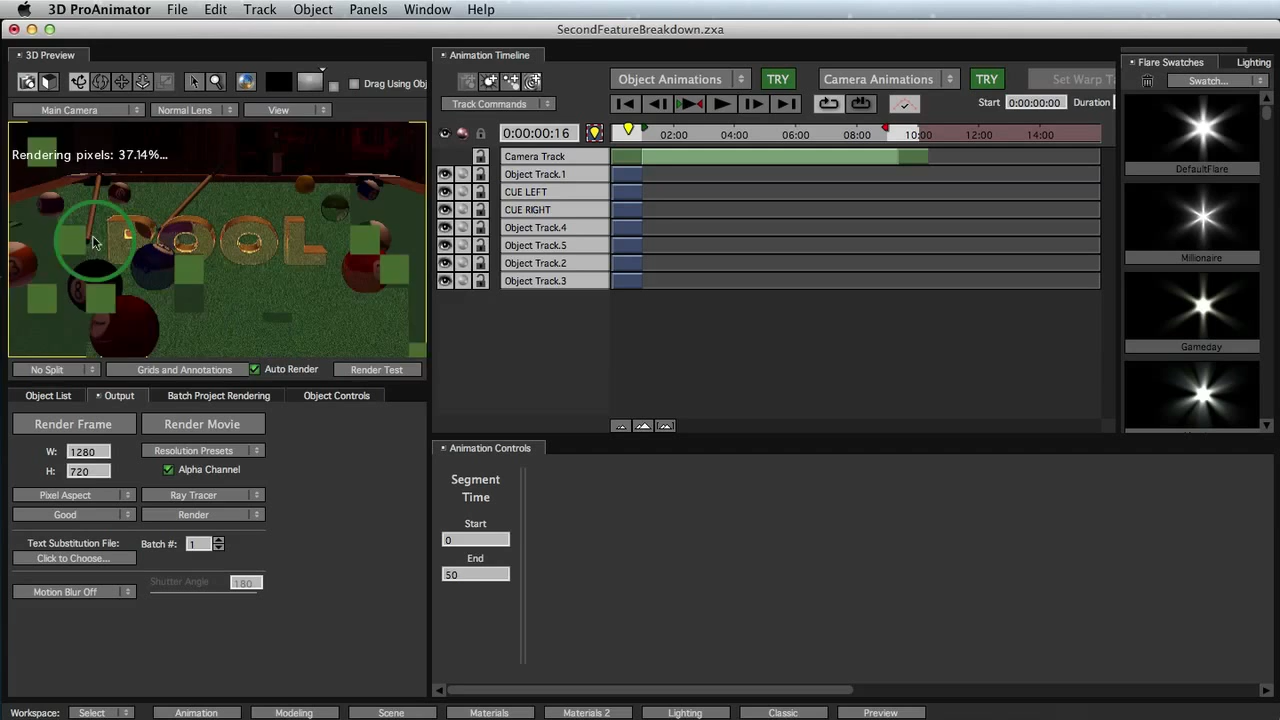 3D ProAnimator File Edit Track Object Panels Window Help
SecondFeatureBreakdown.zxa
3D Preview
Animation Timeline
Flare Swatches
Lighting
Drag Using Obj
Object Animations
TRY
Camera Animations
TRY
Set Warp T
Swatch...
Main Camera
Normal Lens
View
Track Commands
Start
0:00:00:00
Duration
0:00:00:16
02:00 04:00 06:00 08:00 10:00 12:00 14:00
Rendering pixels: 37.14%...
POOL
8
Camera Track
Object Track.1
CUE LEFT
CUE RIGHT
Object Track.4
Object Track.5
Object Track.2
Object Track.3
DefaultFlare
Millionaire
Gameday
No Split
Grids and Annotations
Auto Render
Render Test
Object List
Output
Batch Project Rendering
Object Controls
Render Frame
Render Movie
W: 1280
Resolution Presets
H: 720
Alpha Channel
Pixel Aspect
Ray Tracer
Good
Render
Text Substitution File:
Batch #: 1
Click to Choose...
Shutter Angle 180
Motion Blur Off
Animation Controls
Segment
Time
Start
0
End
50
Workspace: Select Animation Modeling Scene Materials Materials 2 Lighting Classic Preview